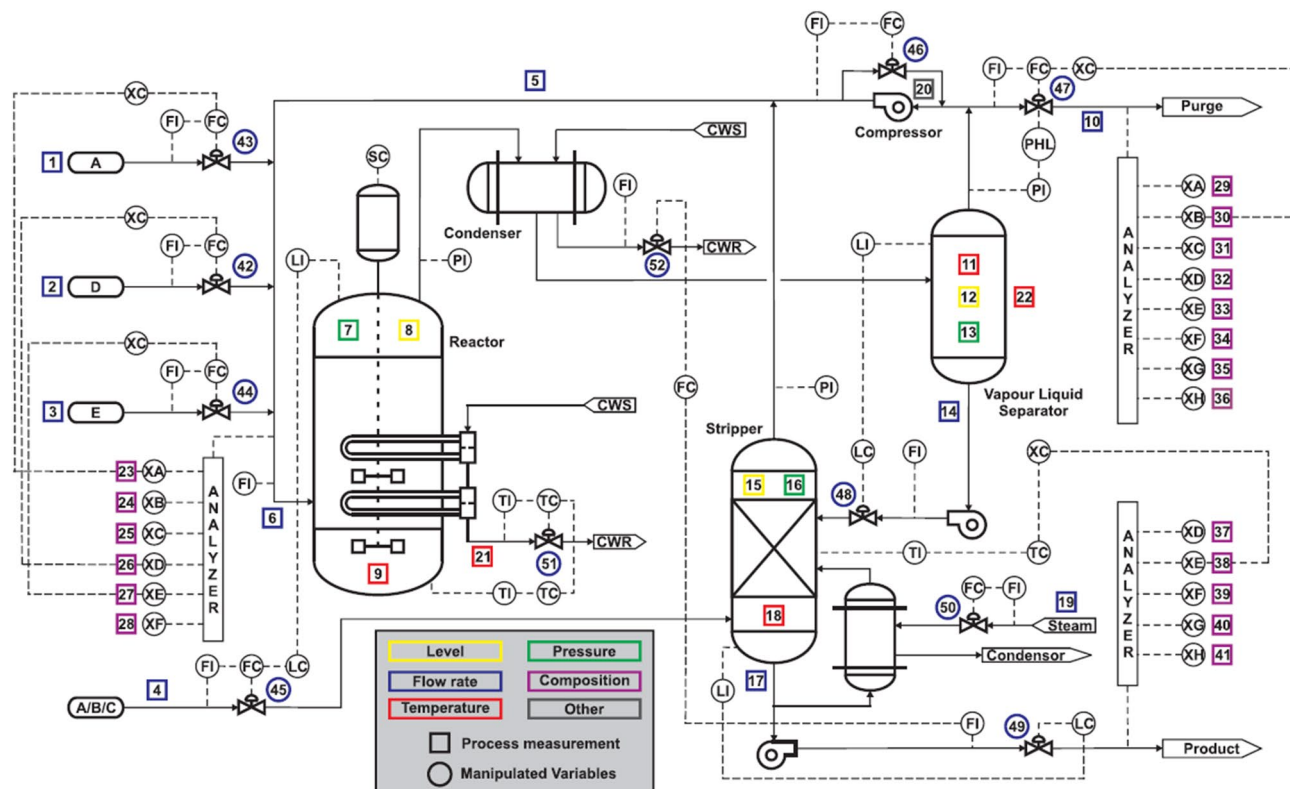 FI FC 46
5
XC
20
FI FC XC
47
10
Purge
Compressor
FI FC 43
1 A
CWS
SC
PHL
PI
XC
FI FC 42
2 D
Condenser
FI
52
CWR
LI
PI
LI
11
12
13
22
Vapour Liquid
Separator
ANALYZER
XA 29
XB 30
XC 31
XD 32
XE 33
XF 34
XG 35
XH 36
XC
FI FC 44
3 E
7 8
Reactor
CWS
FC
PI
14
Stripper
15 16
LC
48
FI
XC
23 XA
24 XB
25 XC
26 XD
27 XE
28 XF
ANALYZER
FI
6
TI TC
21
51
CWR
9
TI TC
TI
TC
ANALYZER
XD 37
XE 38
XF 39
XG 40
XH 41
18
50
FC FI
19
Steam
Condensor
FI FC LC
4
45
A/B/C
17
LI
FI
49
LC
Product
Level
Pressure
Flow rate
Composition
Temperature
Other
Process measurement
Manipulated Variables